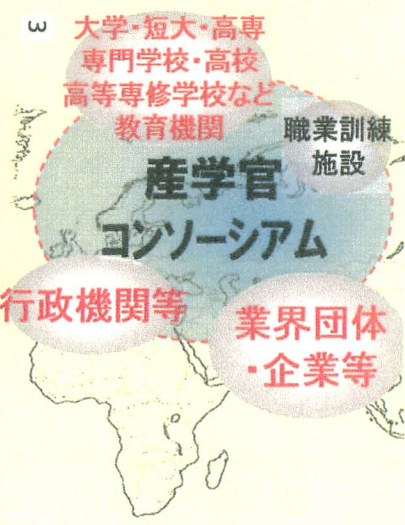 3
大学・短大・高専
専門学校・高校
高等専修学校など
教育機関
職業訓練
施設
産学官
コンソーシアム
行政機関等
業界団体
・企業等